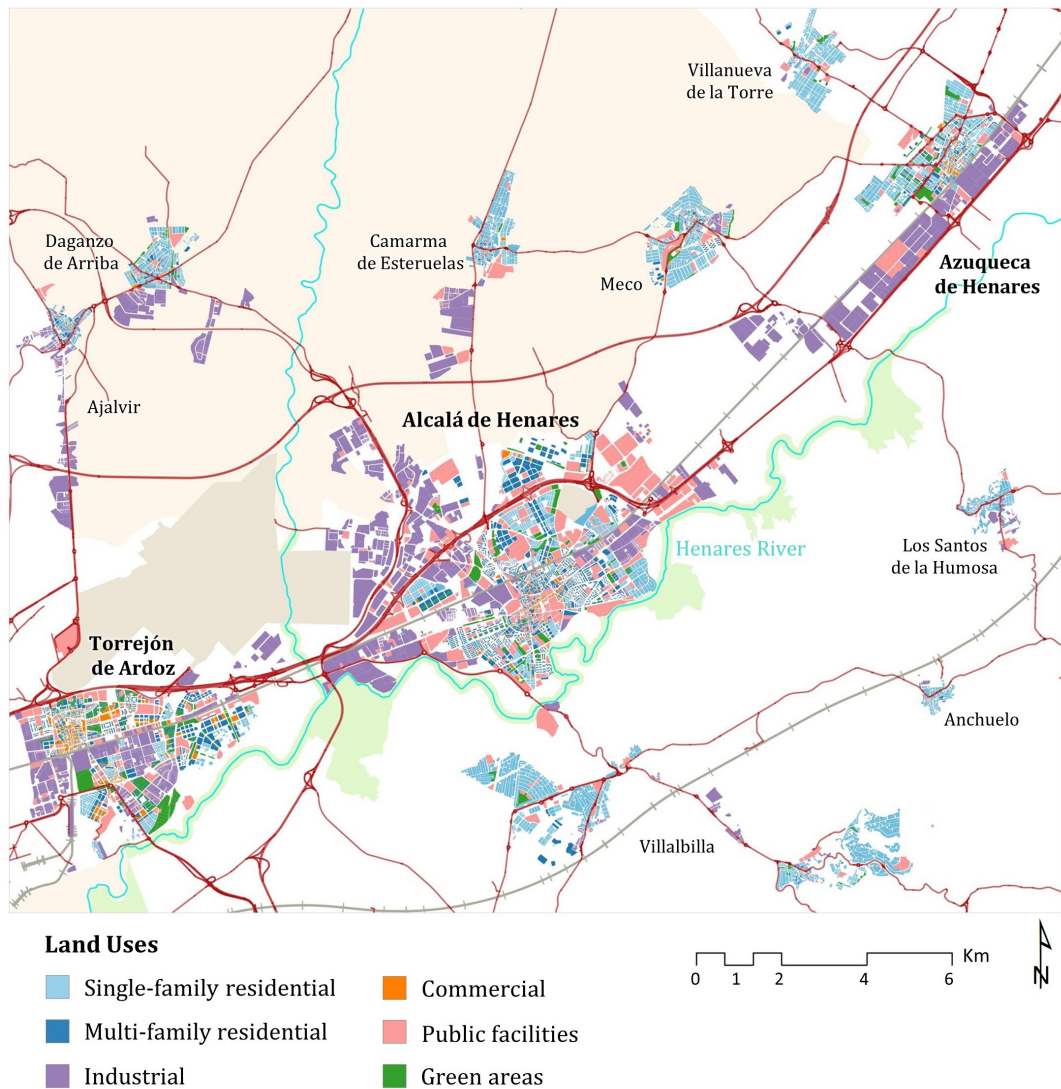 Villanueva
de la Torre
Daganzo
de Arriba
Camarma
de Esteruelas
Meco
Azuqueca
de Henares
Ajalvir
Alcalá de Henares
Henares River
Los Santos
de la Humosa
Torrejón
de Ardoz
Anchuelo
Villalbilla
Land Uses
Single-family residential
Multi-family residential
Industrial
Commercial
Public facilities
Green areas
Km
0 1 2 4 6
N